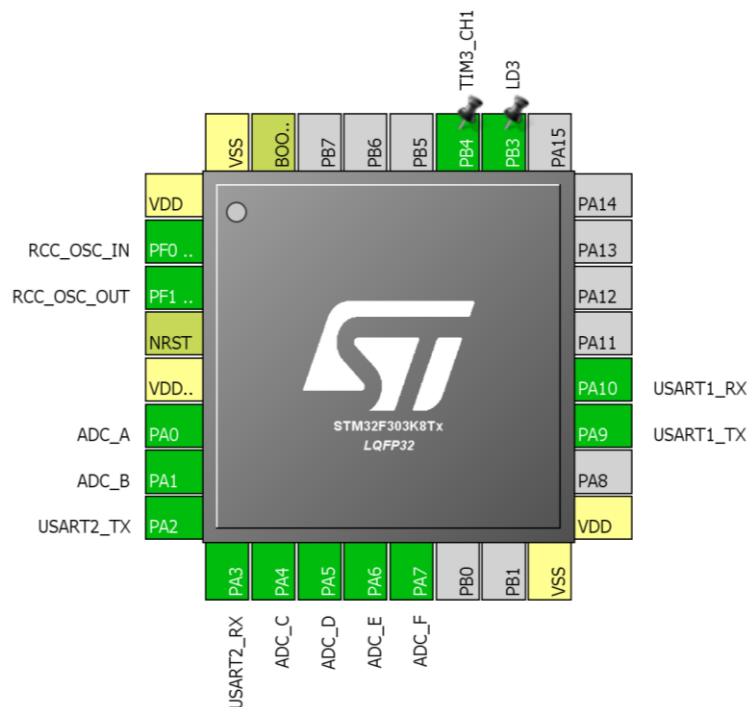 TIM3_CH1
LD3
VSS
BOO..
PB7
PB6
PB5
PB4
PB3
PA15
VDD
PA14
RCC_OSC_IN
PF0 ..
PA13
RCC_OSC_OUT
PF1 ..
PA12
NRST
PA11
VDD..
PA10
USART1_RX
ADC_A
PA0
PA9
USART1_TX
ADC_B
PA1
PA8
USART2_TX
PA2
VDD
ST
STM32F303K8Tx
LQFP32
PA3
PA4
PA5
PA6
PA7
PB0
PB1
VSS
USART2_RX
ADC_C
ADC_D
ADC_E
ADC_F